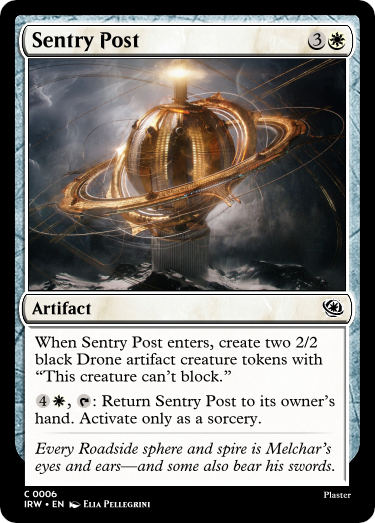 Sentry Post 3
Artifact
When Sentry Post enters, create two 2/2
black Drone artifact creature tokens with
“This creature can’t block.”
4, : Return Sentry Post to its owner’s
hand. Activate only as a sorcery.
Every Roadside sphere and spire is Melchar’s
eyes and ears—and some also bear his swords.
C 0006
IRW • EN Elia Pellegrini
Plaster